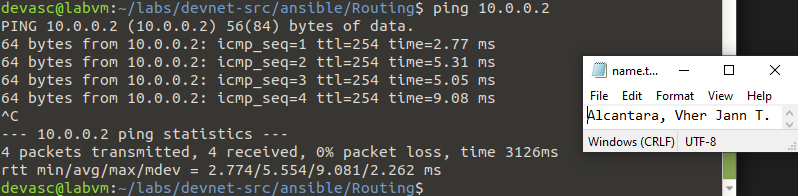 devasc@labvm:~/labs/devnet-src/ansible/Routing$ ping 10.0.0.2
PING 10.0.0.2 (10.0.0.2) 56(84) bytes of data.
64 bytes from 10.0.0.2: icmp_seq=1 ttl=254 time=2.77 ms
64 bytes from 10.0.0.2: icmp_seq=2 ttl=254 time=5.31 ms
64 bytes from 10.0.0.2: icmp_seq=3 ttl=254 time=5.05 ms
64 bytes from 10.0.0.2: icmp_seq=4 ttl=254 time=9.08 ms
^C
--- 10.0.0.2 ping statistics ---
4 packets transmitted, 4 received, 0% packet loss, time 3126ms
rtt min/avg/max/mdev = 2.774/5.554/9.081/2.262 ms
devasc@labvm:~/labs/devnet-src/ansible/Routing$
name.t...
File Edit Format View Help
Alcantara, Vher Jann T.
Windows (CRLF) UTF-8